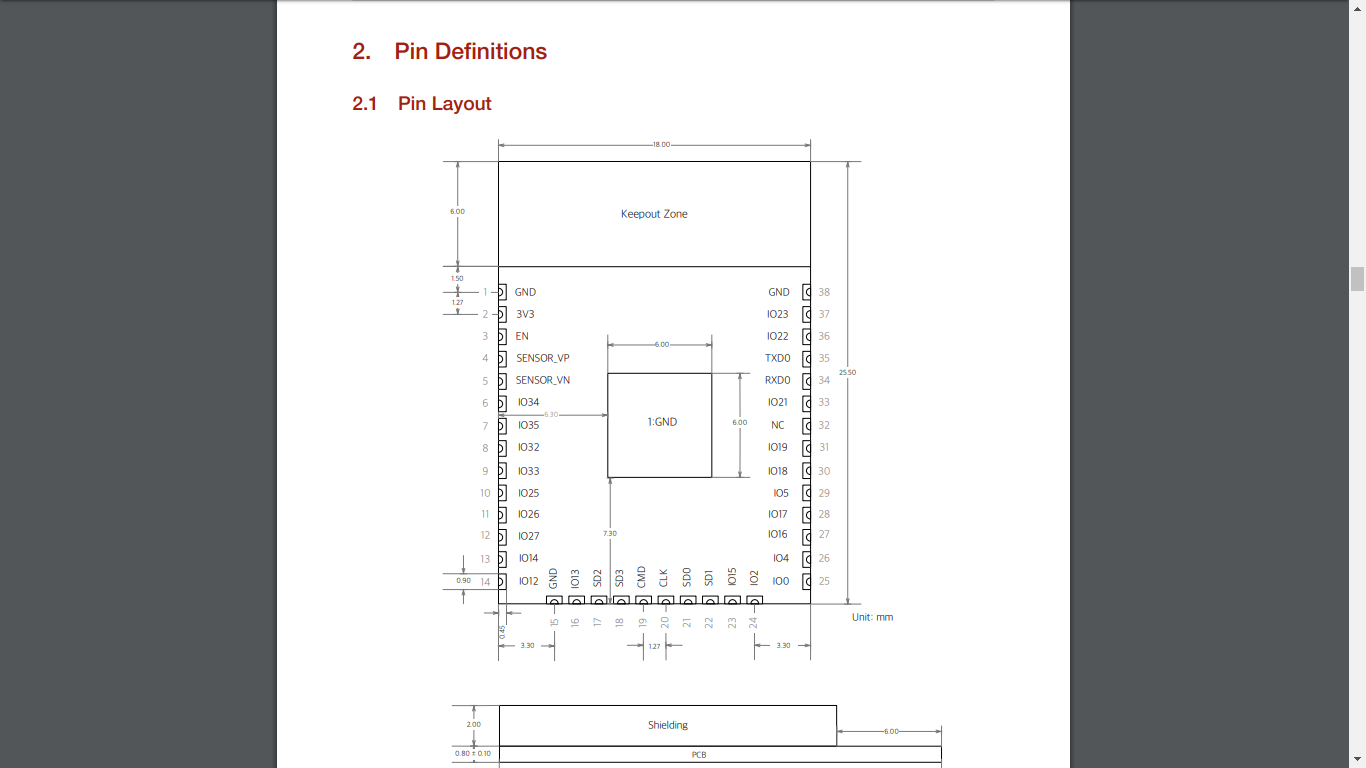 2. Pin Definitions
2.1 Pin Layout
18.00
Keepout Zone
6.00
1.50
1 GND GND 38
1.27
2 3V3 IO23 37
3 EN IO22 36
6.00
4 SENSOR_VP TXD0 35
25.50
5 SENSOR_VN RXD0 34
6 IO34 IO21 33
6.30
1:GND 6.00
7 IO35 NC 32
8 IO32 IO19 31
9 IO33 IO18 30
10 IO25 IO5 29
11 IO26 IO17 28
7.30
12 IO27 IO16 27
13 IO14 IO4 26
0.90 14 IO12 IO0 25
GND IO13 SD2 SD3 CMD CLK SD0 SD1 IO15 IO2
15 16 17 18 19 20 21 22 23 24
Unit: mm
0.45
3.30 1.27 3.30
2.00 Shielding
6.00
0.80 ± 0.10 PCB